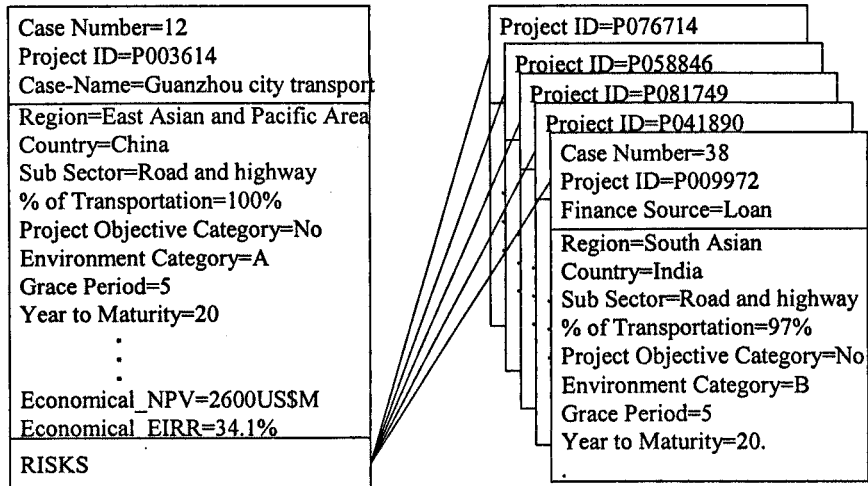 Case Number=12
Project ID=P003614
Case-Name=Guanzhou city transport
Region=East Asian and Pacific Area
Country=China
Sub Sector=Road and highway
% of Transportation=100%
Project Objective Category=No
Environment Category=A
Grace Period=5
Year to Maturity=20
.
.
.
Economical_NPV=2600US$M
Economical_EIRR=34.1%
RISKS
Project ID=P076714
Project ID=P058846
Project ID=P081749
Project ID=P041890
Case Number=38
Project ID=P009972
Finance Source=Loan
Region=South Asian
Country=India
Sub Sector=Road and highway
% of Transportation=97%
Project Objective Category=No
Environment Category=B
Grace Period=5
Year to Maturity=20.
.